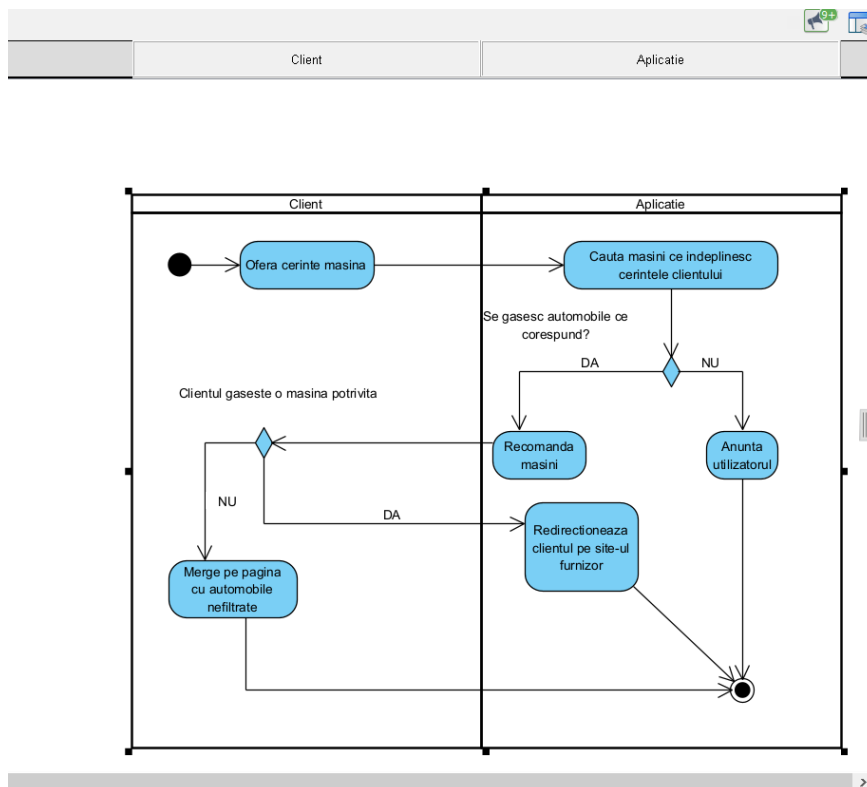 9+
Client
Aplicatie
Client
Aplicatie
Ofera cerinte masina
Cauta masini ce indeplinesc
cerintele clientului
Se gasesc automobile ce
corespund?
DA
NU
Clientul gaseste o masina potrivita
Recomanda
masini
Anunta
utilizatorul
NU
DA
Redirectioneaza
clientul pe site-ul
furnizor
Merge pe pagina
cu automobile
nefiltrate